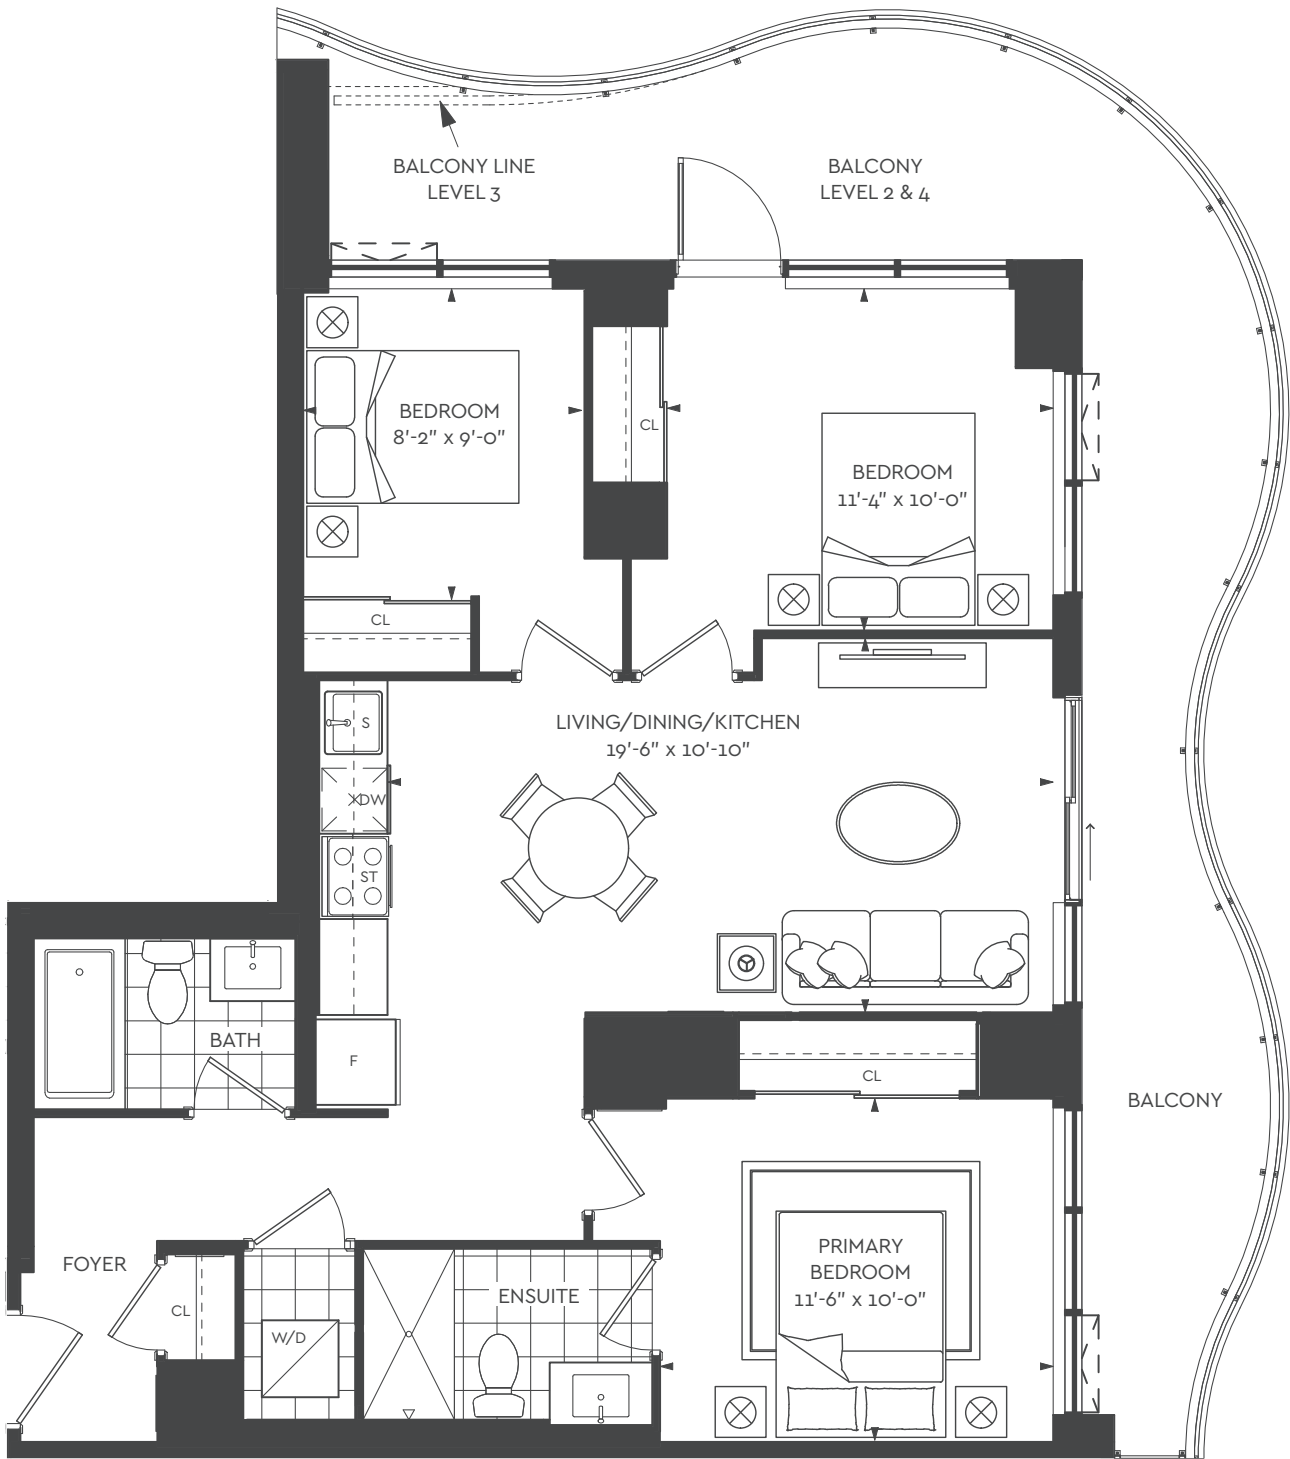 BALCONY LINE
LEVEL 3
BALCONY
LEVEL 2 & 4
BEDROOM
8'-2" x 9'-0"
CL
BEDROOM
11'-4" x 10'-0"
CL
LIVING/DINING/KITCHEN
19'-6" x 10'-10"
S
DW
ST
BATH
F
CL
BALCONY
FOYER
CL
W/D
ENSUITE
PRIMARY
BEDROOM
11'-6" x 10'-0"